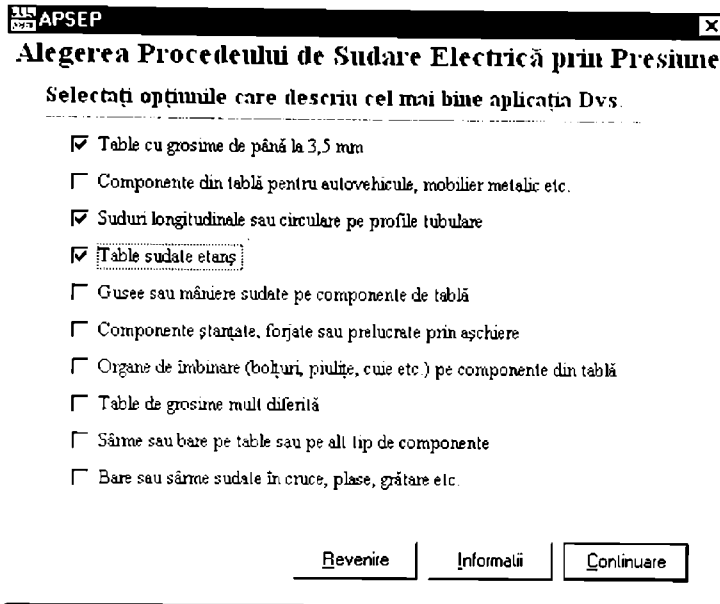 APSEP
Alegerea Procedeului de Sudare Electrică prin Presiune
Selectați opțiunile care descriu cel mai bine aplicația Dvs.
Table cu grosime de până la 3,5 mm
Componente din tablă pentru autovehicule, mobilier metalic etc.
Suduri longitudinale sau circulare pe profile tubulare
Table sudate etanș
Gusee sau mâniere sudate pe componente de tablă
Componente ștanțate, forjate sau prelucrate prin așchiere
Organe de îmbinare (bolțuri, piulițe, cuie etc.) pe componente din tablă
Table de grosime mult diferită
Sârme sau bare pe table sau pe alt tip de componente
Bare sau sârme sudate în cruce, plase, grătare etc.
Revenire Informatii Continuare